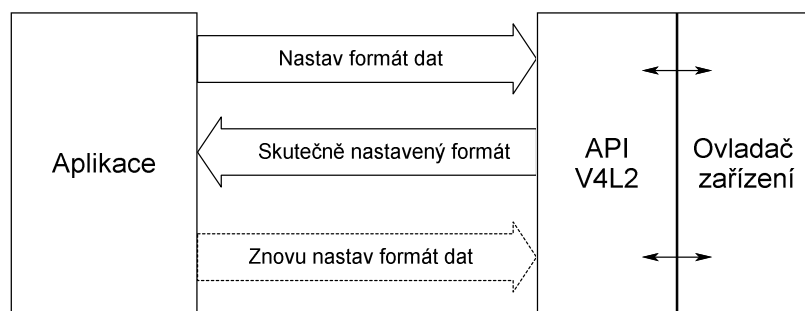 Nastav formát dat
Skutečně nastavený formát
Aplikace
API
V4L2
Ovladač
zařízení
Znovu nastav formát dat